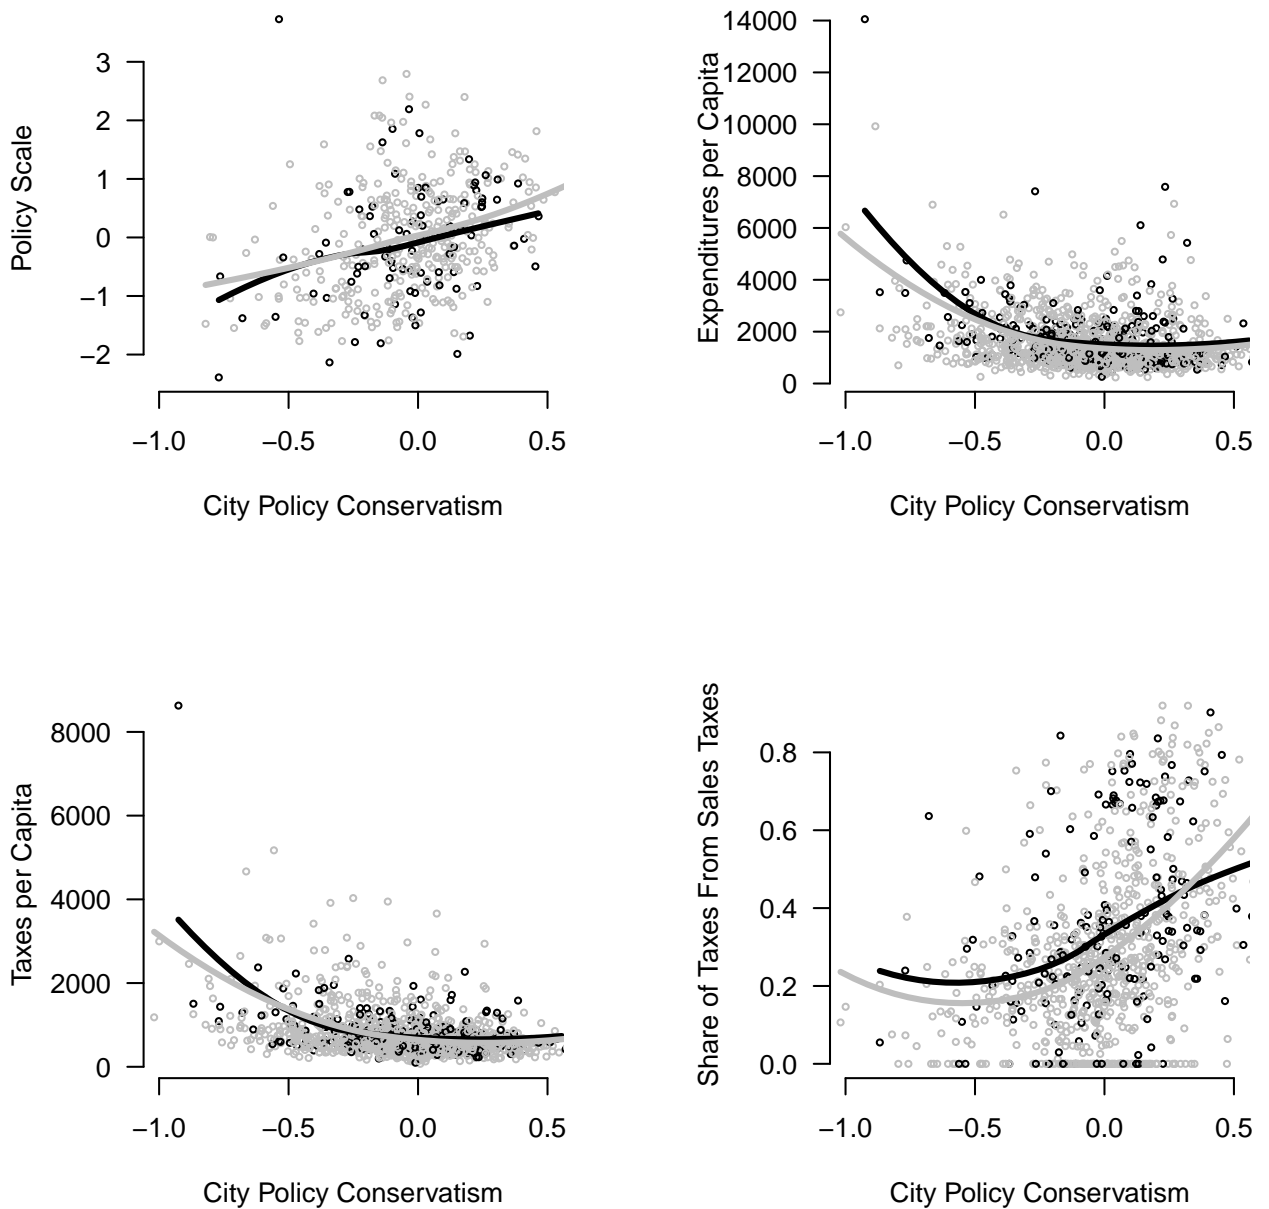 Policy Scale
3
2
1
0
−1
−2
−1.0 −0.5 0.0 0.5
City Policy Conservatism
Expenditures per Capita
14000
12000
10000
8000
6000
4000
2000
0
−1.0 −0.5 0.0 0.5
City Policy Conservatism
Taxes per Capita
8000
6000
4000
2000
0
−1.0 −0.5 0.0 0.5
City Policy Conservatism
Share of Taxes From Sales Taxes
0.8
0.6
0.4
0.2
0.0
−1.0 −0.5 0.0 0.5
City Policy Conservatism